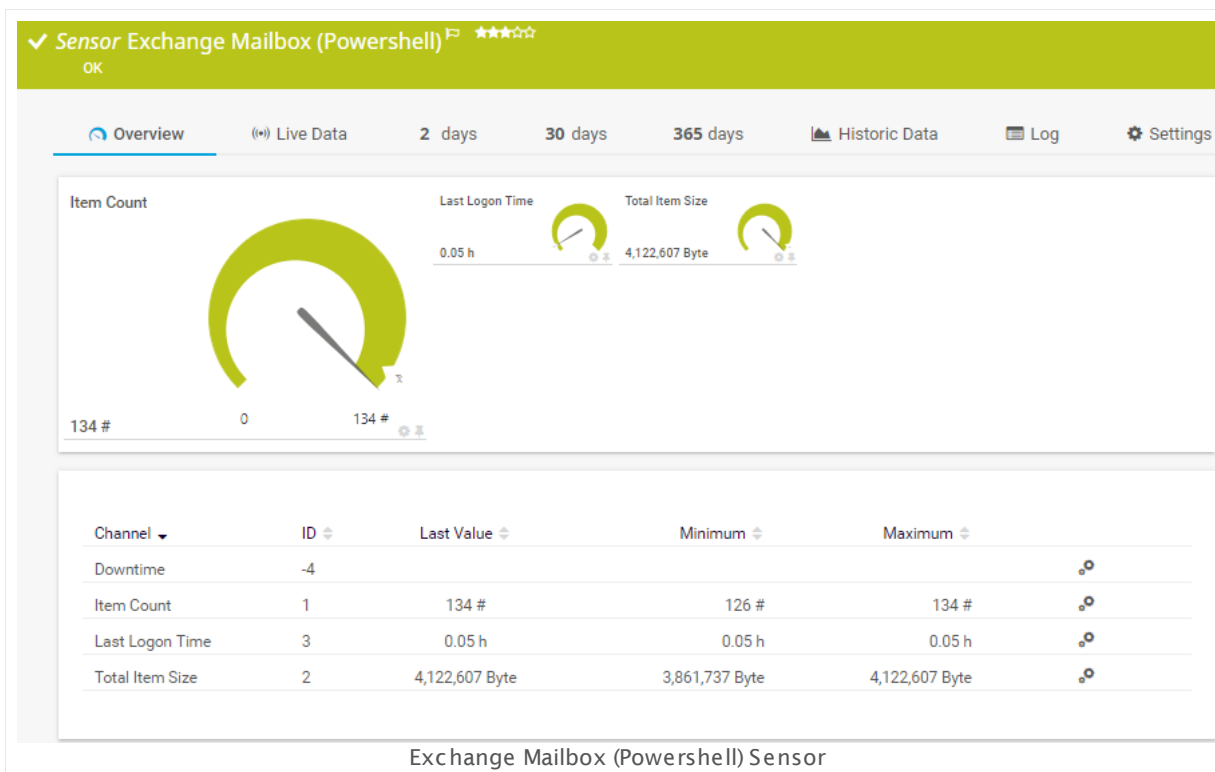 Sensor Exchange Mailbox (Powershell)
OK
Overview Live Data 2 days 30 days 365 days Historic Data Log Settings
Item Count Last Logon Time Total Item Size
0.05 h 4,122,607 Byte
0 134 #
134 #
Channel ID Last Value Minimum Maximum
Downtime -4
Item Count 1 134 # 126 # 134 #
Last Logon Time 3 0.05 h 0.05 h 0.05 h
Total Item Size 2 4,122,607 Byte 3,861,737 Byte 4,122,607 Byte
Exchange Mailbox (Powershell) Sensor